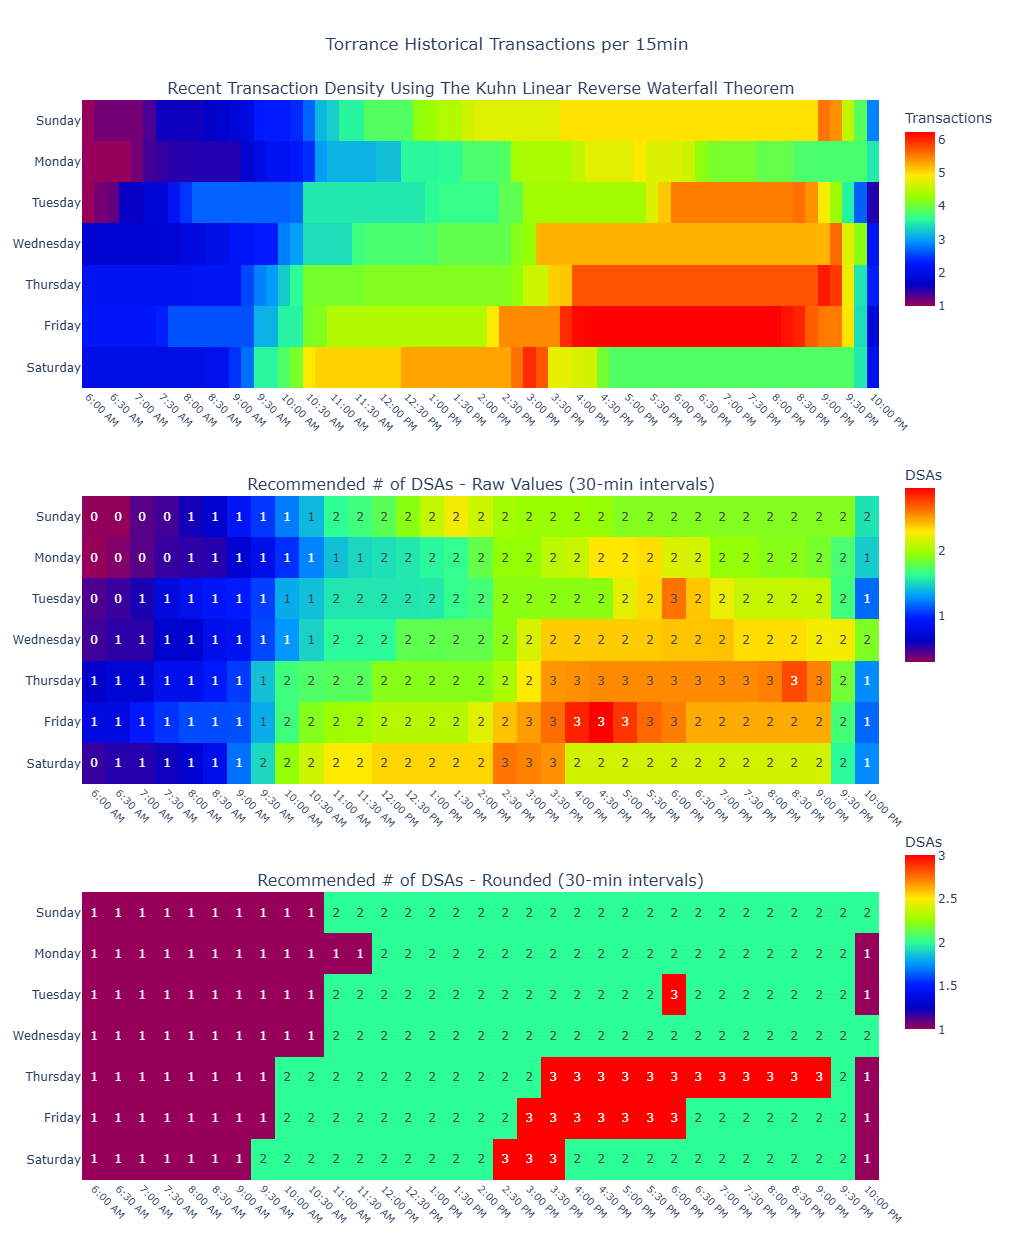 Torrance Historical Transactions per 15min
Recent Transaction Density Using The Kuhn Linear Reverse Waterfall Theorem
Sunday
Monday
Tuesday
Wednesday
Thursday
Friday
Saturday
6:00 AM 6:30 AM 7:00 AM 7:30 AM 8:00 AM 8:30 AM 9:00 AM 9:30 AM 10:00 AM 10:30 AM 11:00 AM 11:30 AM 12:00 PM 12:30 PM 1:00 PM 1:30 PM 2:00 PM 2:30 PM 3:00 PM 3:30 PM 4:00 PM 4:30 PM 5:00 PM 5:30 PM 6:00 PM 6:30 PM 7:00 PM 7:30 PM 8:00 PM 8:30 PM 9:00 PM 9:30 PM 10:00 PM
Transactions
6
5
4
3
2
1
Recommended # of DSAs - Raw Values (30-min intervals)
Sunday 0 0 0 0 1 1 1 1 1 1 2 2 2 2 2 2 2 2 2 2 2 2 2 2 2 2 2 2 2 2 2 2 2
Monday 0 0 0 0 1 1 1 1 1 1 1 1 2 2 2 2 2 2 2 2 2 2 2 2 2 2 2 2 2 2 2 2 1
Tuesday 0 0 1 1 1 1 1 1 1 1 2 2 2 2 2 2 2 2 2 2 2 2 2 2 3 2 2 2 2 2 2 2 1
Wednesday 0 1 1 1 1 1 1 1 1 1 2 2 2 2 2 2 2 2 2 2 2 2 2 2 2 2 2 2 2 2 2 2 2
Thursday 1 1 1 1 1 1 1 1 2 2 2 2 2 2 2 2 2 2 2 3 3 3 3 3 3 3 3 3 3 3 3 2 1
Friday 1 1 1 1 1 1 1 1 2 2 2 2 2 2 2 2 2 2 3 3 3 3 3 3 3 2 2 2 2 2 2 2 1
Saturday 0 1 1 1 1 1 1 2 2 2 2 2 2 2 2 2 2 3 3 3 2 2 2 2 2 2 2 2 2 2 2 2 1
6:00 AM 6:30 AM 7:00 AM 7:30 AM 8:00 AM 8:30 AM 9:00 AM 9:30 AM 10:00 AM 10:30 AM 11:00 AM 11:30 AM 12:00 PM 12:30 PM 1:00 PM 1:30 PM 2:00 PM 2:30 PM 3:00 PM 3:30 PM 4:00 PM 4:30 PM 5:00 PM 5:30 PM 6:00 PM 6:30 PM 7:00 PM 7:30 PM 8:00 PM 8:30 PM 9:00 PM 9:30 PM 10:00 PM
DSAs
2
1
Recommended # of DSAs - Rounded (30-min intervals)
Sunday 1 1 1 1 1 1 1 1 1 1 2 2 2 2 2 2 2 2 2 2 2 2 2 2 2 2 2 2 2 2 2 2 2
Monday 1 1 1 1 1 1 1 1 1 1 1 1 2 2 2 2 2 2 2 2 2 2 2 2 2 2 2 2 2 2 2 2 1
Tuesday 1 1 1 1 1 1 1 1 1 1 2 2 2 2 2 2 2 2 2 2 2 2 2 2 3 2 2 2 2 2 2 2 1
Wednesday 1 1 1 1 1 1 1 1 1 1 2 2 2 2 2 2 2 2 2 2 2 2 2 2 2 2 2 2 2 2 2 2 2
Thursday 1 1 1 1 1 1 1 1 2 2 2 2 2 2 2 2 2 2 2 3 3 3 3 3 3 3 3 3 3 3 3 2 1
Friday 1 1 1 1 1 1 1 1 2 2 2 2 2 2 2 2 2 2 3 3 3 3 3 3 3 2 2 2 2 2 2 2 1
Saturday 1 1 1 1 1 1 1 2 2 2 2 2 2 2 2 2 2 3 3 3 2 2 2 2 2 2 2 2 2 2 2 2 1
6:00 AM 6:30 AM 7:00 AM 7:30 AM 8:00 AM 8:30 AM 9:00 AM 9:30 AM 10:00 AM 10:30 AM 11:00 AM 11:30 AM 12:00 PM 12:30 PM 1:00 PM 1:30 PM 2:00 PM 2:30 PM 3:00 PM 3:30 PM 4:00 PM 4:30 PM 5:00 PM 5:30 PM 6:00 PM 6:30 PM 7:00 PM 7:30 PM 8:00 PM 8:30 PM 9:00 PM 9:30 PM 10:00 PM
DSAs
3
2.5
2
1.5
1